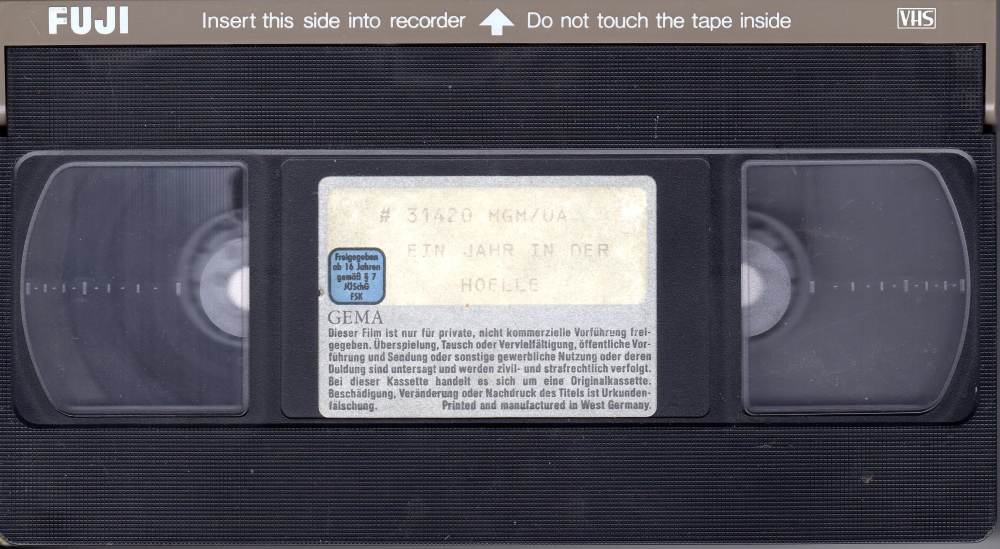 FUJI
Insert this side into recorder
Do not touch the tape inside
VHS
# 31420 MGM/UA
EIN JAHR IN DER
HOELLE
Freigegeben
ab 16 Jahren
gemäß § 7
JÖSchG
FSK
GEMA
Dieser Film ist nur für private, nicht kommerzielle Vorführung frei-
gegeben. Überspielung, Tausch oder Vervielfältigung, öffentliche Vor-
führung und Sendung oder sonstige gewerbliche Nutzung oder deren
Duldung sind untersagt und werden zivil- und strafrechtlich verfolgt.
Bei dieser Kassette handelt es sich um eine Originalkassette.
Beschädigung, Veränderung oder Nachdruck des Titels ist Urkunden-
fälschung. Printed and manufactured in West Germany.